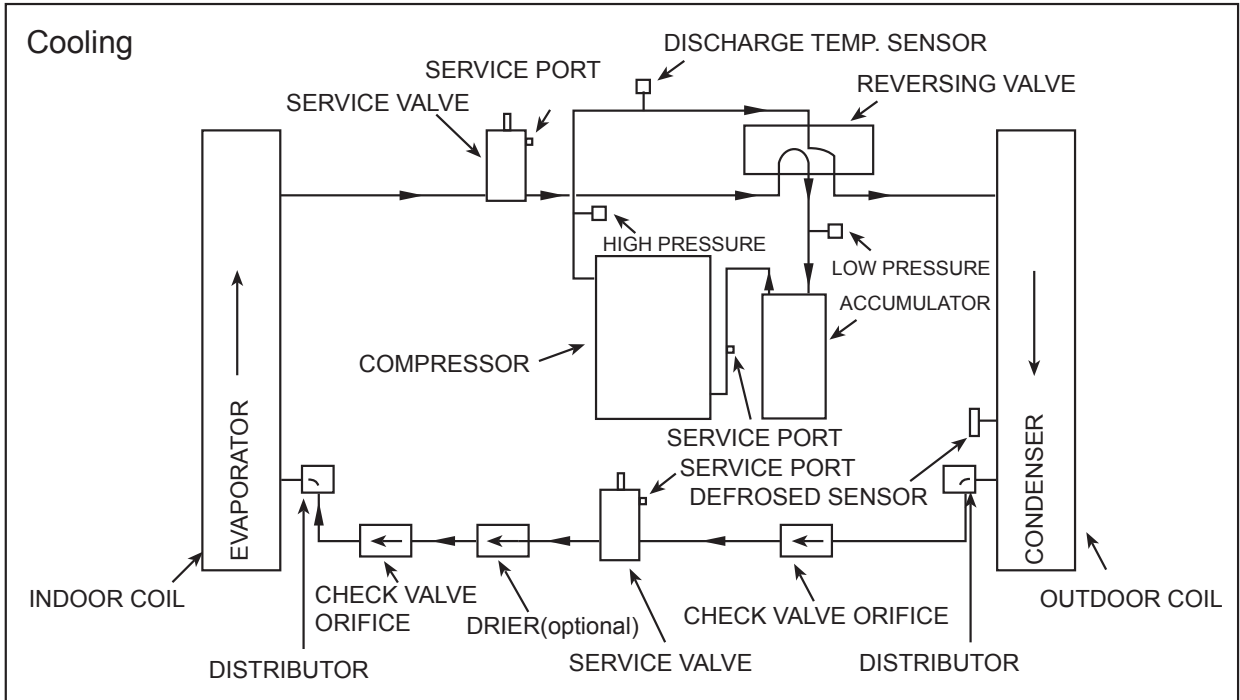 Cooling
DISCHARGE TEMP. SENSOR
SERVICE PORT
REVERSING VALVE
SERVICE VALVE
HIGH PRESSURE
LOW PRESSURE
ACCUMULATOR
COMPRESSOR
EVAPORATOR
CONDENSER
SERVICE PORT
SERVICE PORT
DEFROSED SENSOR
INDOOR COIL
CHECK VALVE
ORIFICE
DRIER(optional)
CHECK VALVE ORIFICE
OUTDOOR COIL
DISTRIBUTOR
SERVICE VALVE
DISTRIBUTOR